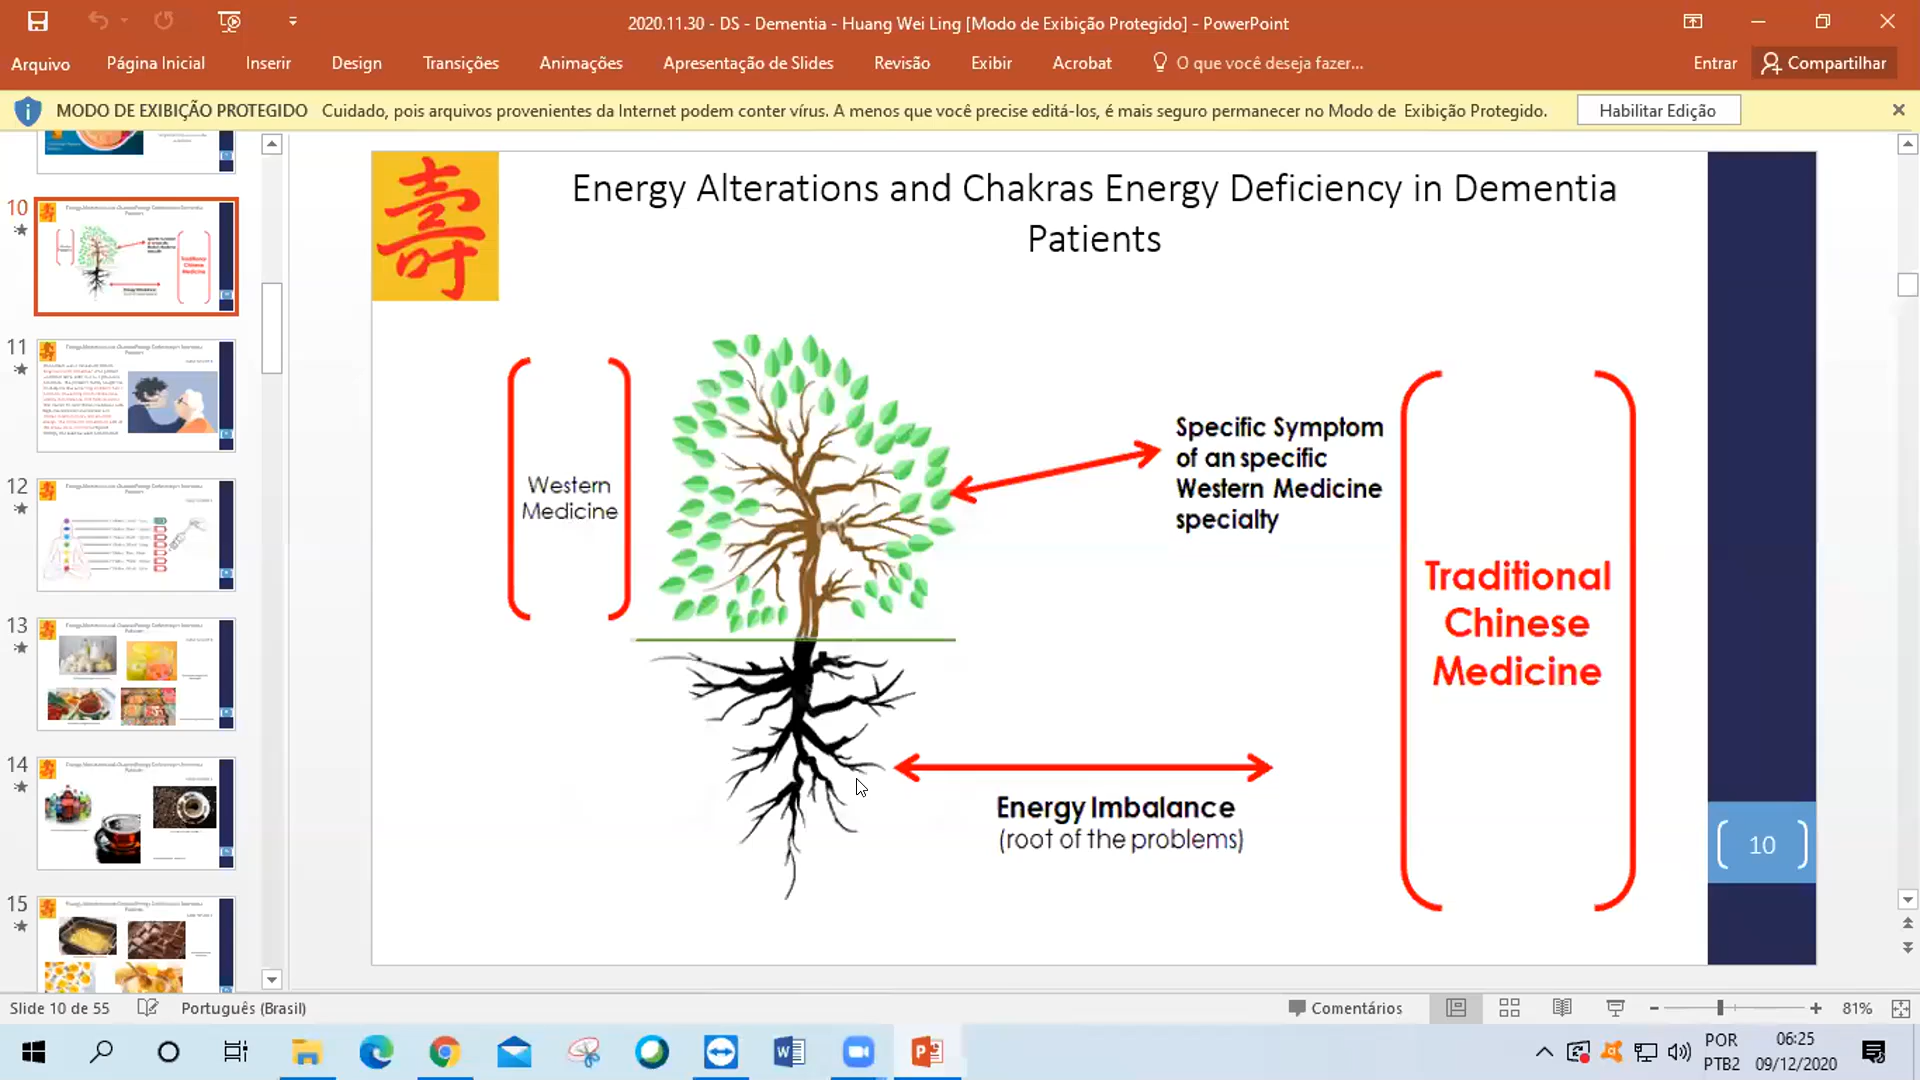 2020.11.30 - DS - Dementia - Huang Wei Ling [Modo de Exibição Protegido] - PowerPoint
Arquivo Página Inicial Inserir Design Transições Animações Apresentação de Slides Revisão Exibir Acrobat O que você deseja fazer... Entrar Compartilhar
MODO DE EXIBIÇÃO PROTEGIDO Cuidado, pois arquivos provenientes da Internet podem conter vírus. A menos que você precise editá-los, é mais seguro permanecer no Modo de Exibição Protegido. Habilitar Edição
10
11
12
13
14
15
壽
Energy Alterations and Chakras Energy Deficiency in Dementia
Patients
Western
Medicine
Specific Symptom
of an specific
Western Medicine
specialty
Traditional
Chinese
Medicine
Energy Imbalance
(root of the problems)
10
Slide 10 de 55 Português (Brasil) Comentários 81%
POR
PTB2
06:25
09/12/2020